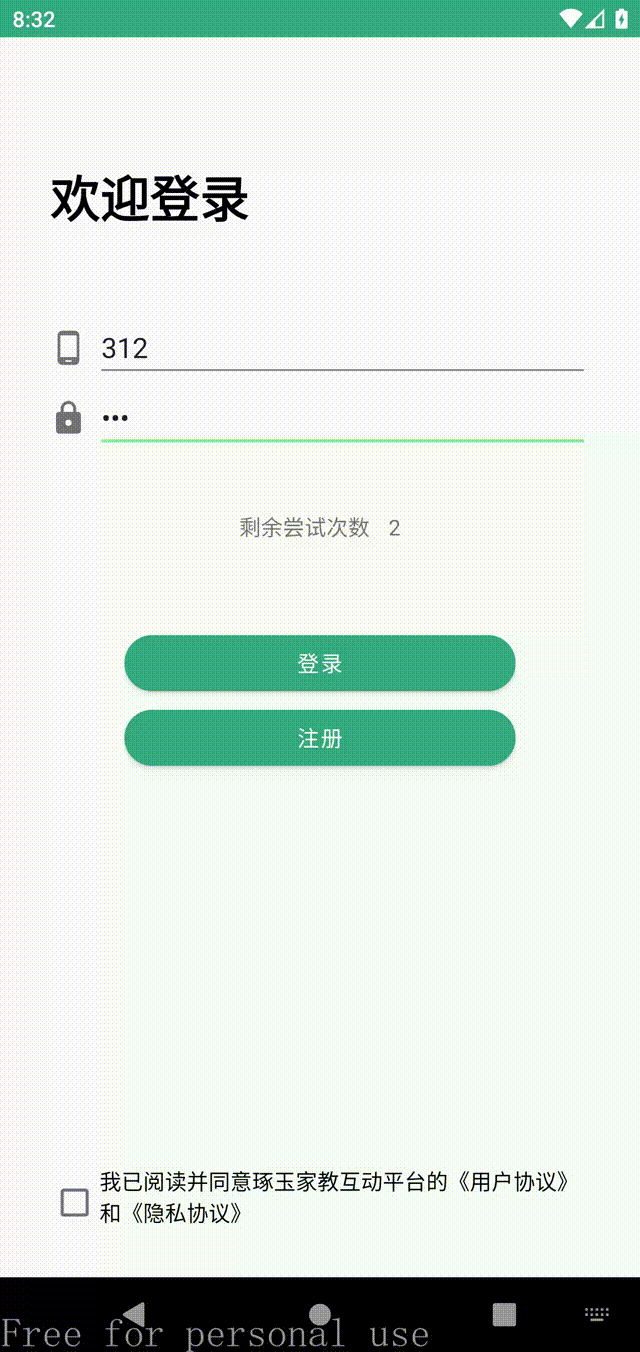 8:32
欢迎登录
312
•••
剩余尝试次数 2
登录
注册
我已阅读并同意琢玉家教互动平台的《用户协议》
和《隐私协议》
Free for personal use